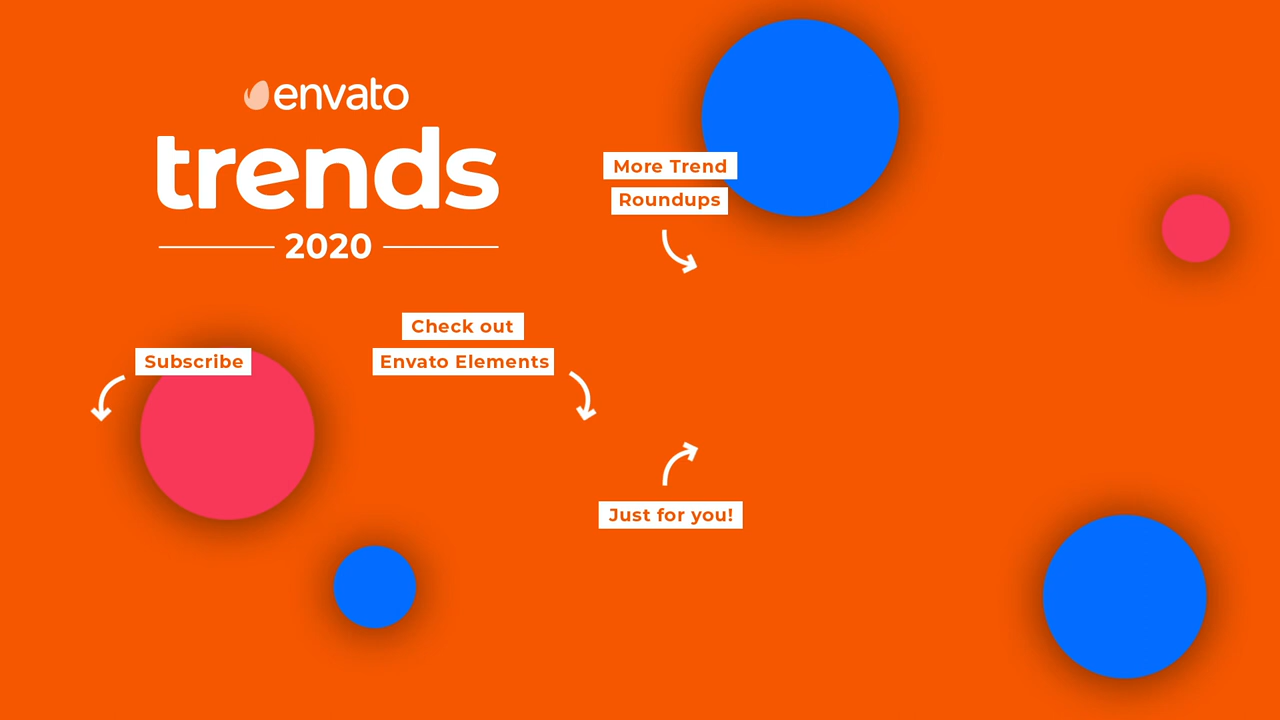 envato
trends
2020
More Trend
Roundups
Check out
Subscribe
Envato Elements
Just for you!